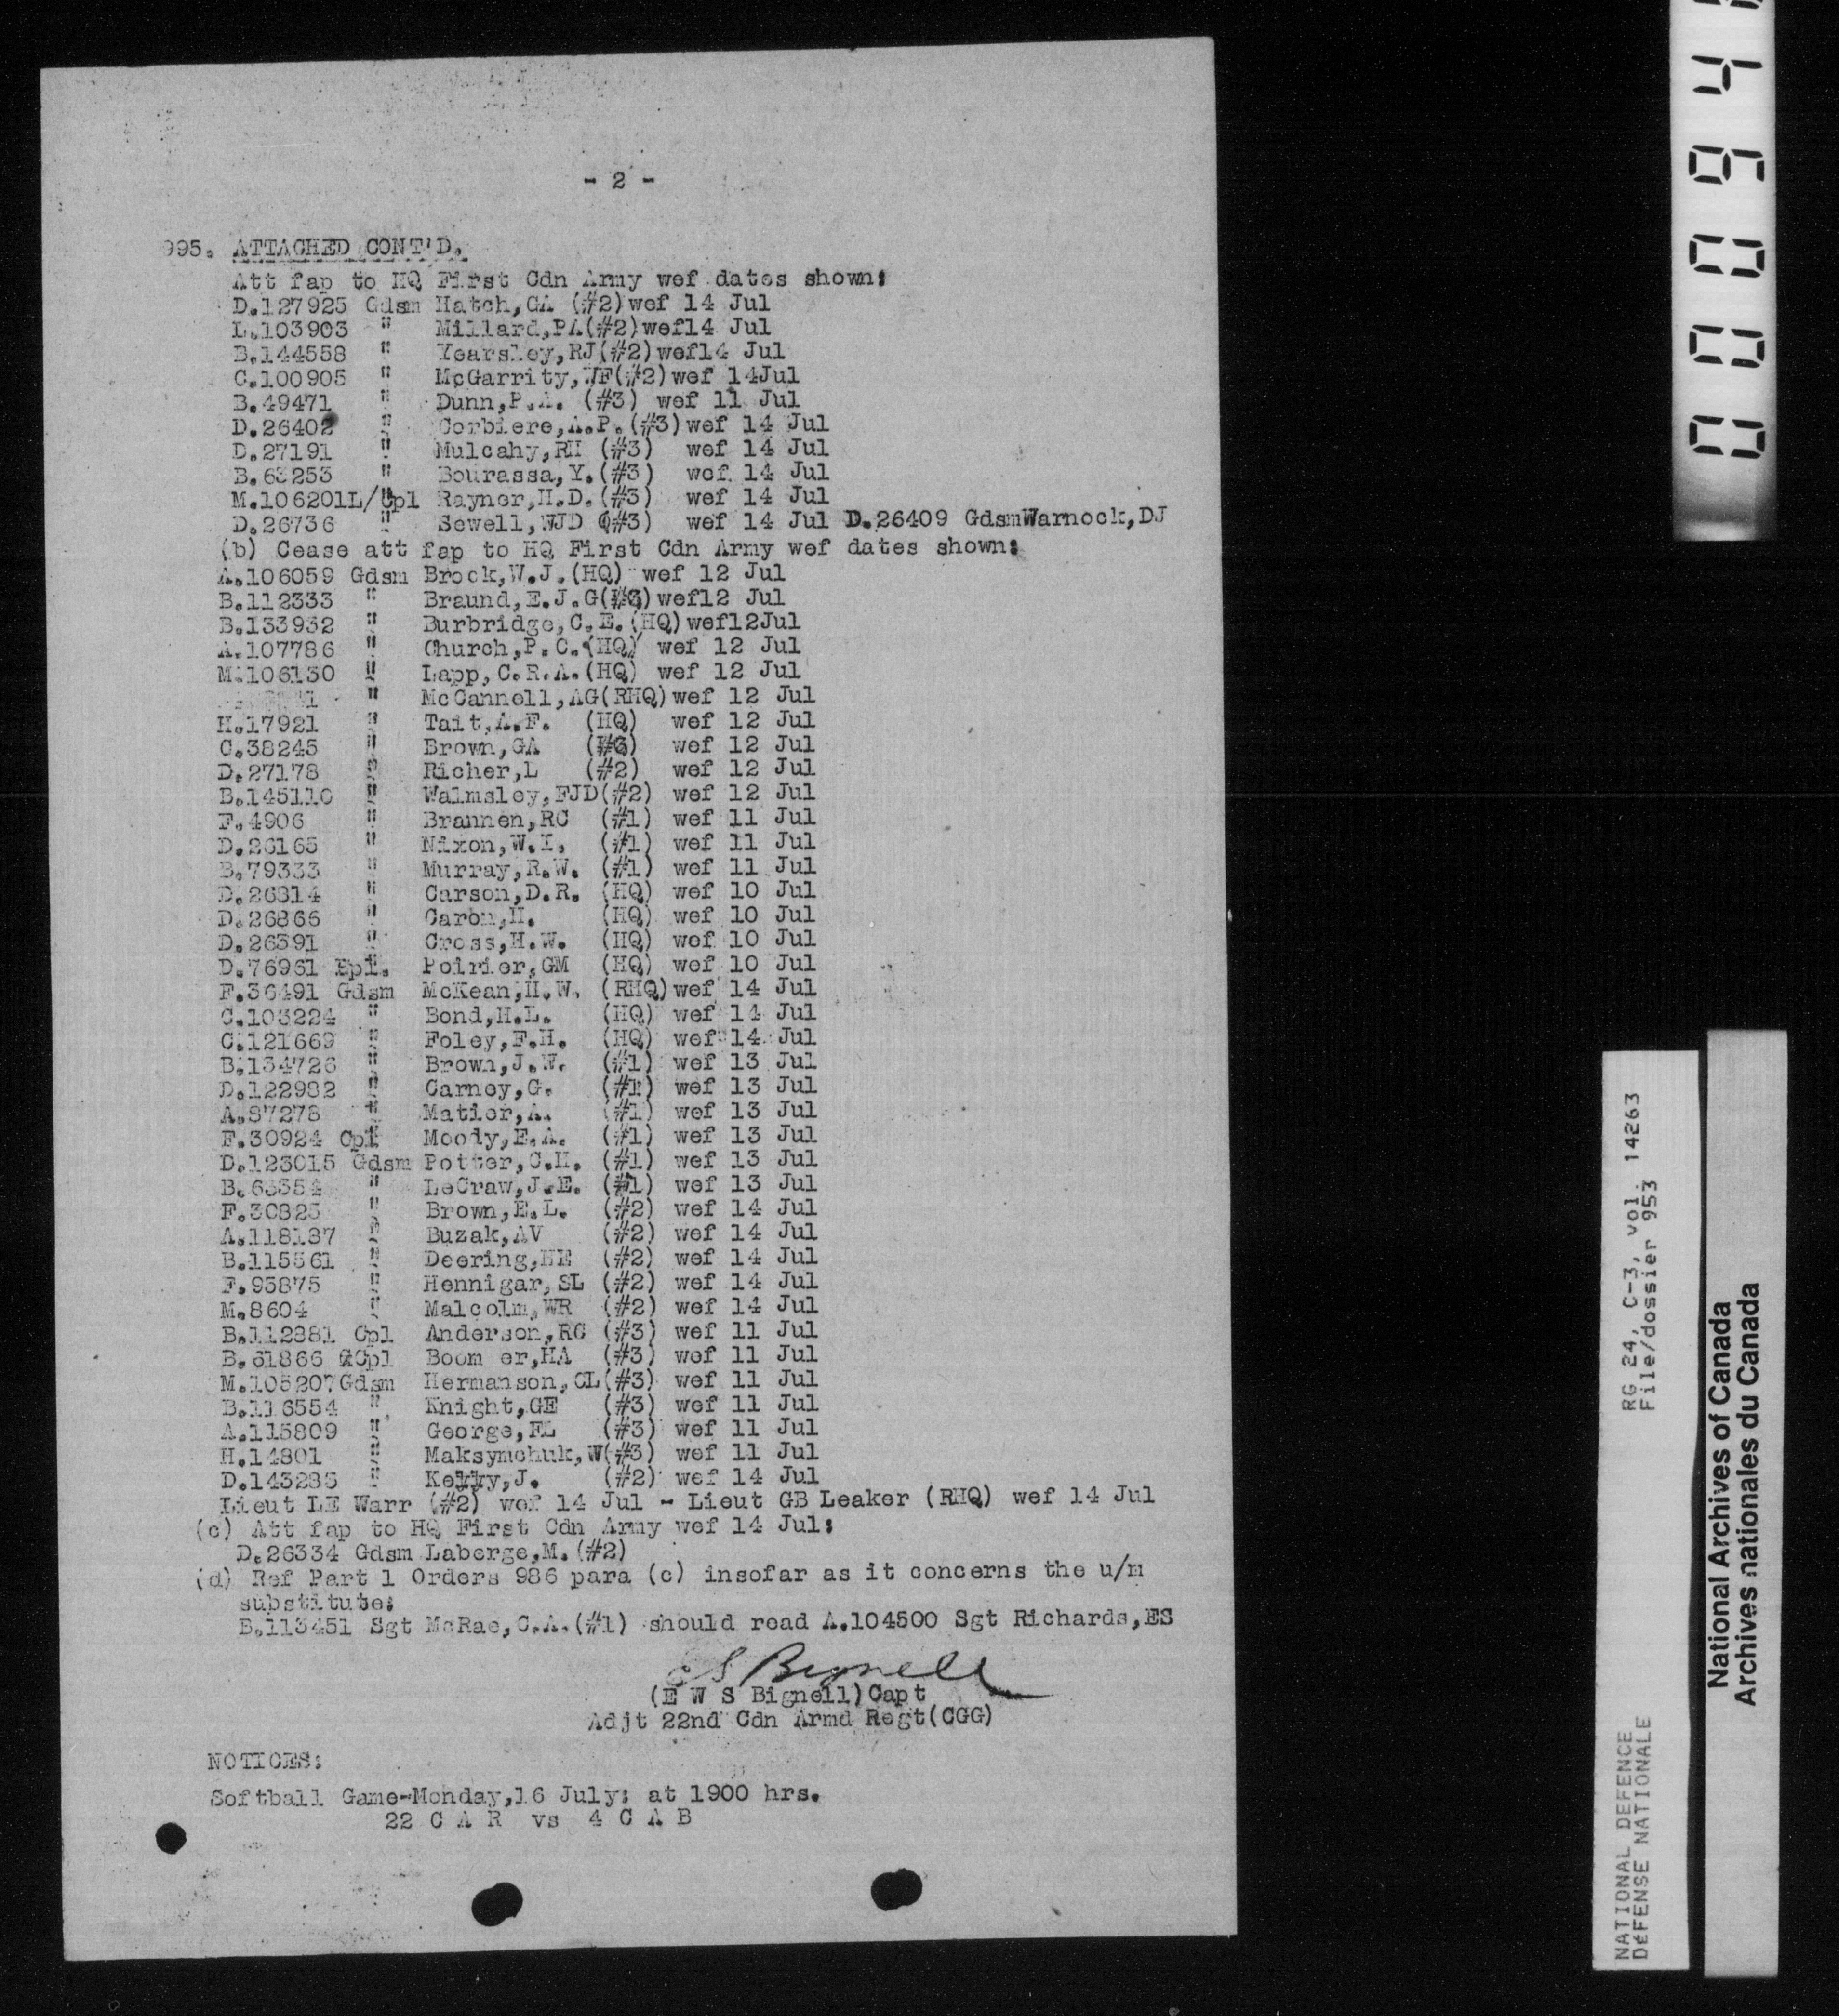 - 2 -
995. ATTACHED CONT'D.
Att fap to HQ First Cdn Army wef dates shown:
D.127925 Gdsm Hatch,GA (#2)wef 14 Jul
L.103903 " Millard,PA(#2)wef14 Jul
B.144558 " Yearsley,RJ(#2)wef14 Jul
C.100905 " McGarrity,WF(#2)wef 14Jul
B.49471 " Dunn,P.A. (#3) wef 11 Jul
D.26402 " Corbiere,A.P.(#3)wef 14 Jul
D.27191 " Mulcahy,RH (#3) wef 14 Jul
B.63253 " Bourassa,Y.(#3) wef 14 Jul
M.106201L/Cpl Rayner,H.D.(#3) wef 14 Jul
D.26736 " Sewell,WJD (#3) wef 14 Jul D.26409 GdsmWarnock,DJ
(b) Cease att fap to HQ First Cdn Army wef dates shown:
A.106059 Gdsm Brock,W.J.(HQ) wef 12 Jul
B.112333 " Braund,E.J.G(#3)wef12 Jul
B.133932 " Burbridge,C.E.(HQ)wef12Jul
A.107786 " Church,P.C.(HQ) wef 12 Jul
M.106130 " Lapp,C.R.A.(HQ) wef 12 Jul
" McCannell,AG(RHQ)wef 12 Jul
H.17921 " Tait,A.F. (HQ) wef 12 Jul
C.38245 " Brown,GA wef 12 Jul
D.27178 " Richer,L (#2) wef 12 Jul
B.145110 " Walmsley,FJD(#2) wef 12 Jul
F.4906 " Brannen,RC (#1) wef 11 Jul
D.26165 " Nixon,W.I. (#1) wef 11 Jul
B.79333 " Murray,R.W. (#1) wef 11 Jul
D.26314 " Carson,D.R. (HQ) wef 10 Jul
D.26866 " Caron,H. (HQ) wef 10 Jul
D.26391 " Cross,H.W. (HQ) wef 10 Jul
D.76961 Poirier,GM (HQ) wef 10 Jul
F.36491 Gdsm McKean,H.W. (RHQ)wef 14 Jul
C.103224 " Bond,H.L. (HQ) wef 14 Jul
C.121669 " Foley,F.H. (HQ) wef 14 Jul
B.134726 " Brown,J.W. (#1) wef 13 Jul
D.122982 " Carney,G. (#1) wef 13 Jul
A.87278 " Matier,A. (#1) wef 13 Jul
F.30924 Cpl Moody,E.A. (#1) wef 13 Jul
D.123015 Gdsm Potter,C.H. (#1) wef 13 Jul
B.63354 " LeCraw,J.E. (#1) wef 13 Jul
F.30823 " Brown,E.L. (#2) wef 14 Jul
A.118137 " Buzak,AV (#2) wef 14 Jul
B.115561 " Deering,HE (#2) wef 14 Jul
F.95875 " Hennigar,SL (#2) wef 14 Jul
M.8604 " Malcolm,WR (#2) wef 14 Jul
B.112381 Cpl Anderson,RG (#3) wef 11 Jul
B.61866 Cpl Boom er,HA (#3) wef 11 Jul
M.105207Gdsm Hermanson,CL(#3) wef 11 Jul
B.116554 " Knight,GE (#3) wef 11 Jul
A.115809 " George,FL (#3) wef 11 Jul
H.14801 " Maksymchuk,W(#3) wef 11 Jul
D.143285 " J. (#2) wef 14 Jul
Lieut LE Warr (#2) wef 14 Jul - Lieut GB Leaker (RHQ) wef 14 Jul
(c) Att fap to HQ First Cdn Army wef 14 Jul:
D.26334 Gdsm Laberge,M.(#2)
(d) Ref Part 1 Orders 986 para (c) insofar as it concerns the u/m
substitute:
B.113451 Sgt McRae,C.A.(#1) should read A.104500 Sgt Richards,ES
(E W S Bignell)Capt
Adjt 22nd Cdn Armd Regt(CGG)
NOTICES:
Softball Game-Monday,16 July; at 1900 hrs.
22 C A R vs 4 C A B
RG 24, C-3, vol. 14263
File/dossier 953
NATIONAL DEFENCE
DéFENSE NATIONALE
National Archives of Canada
Archives nationales du Canada